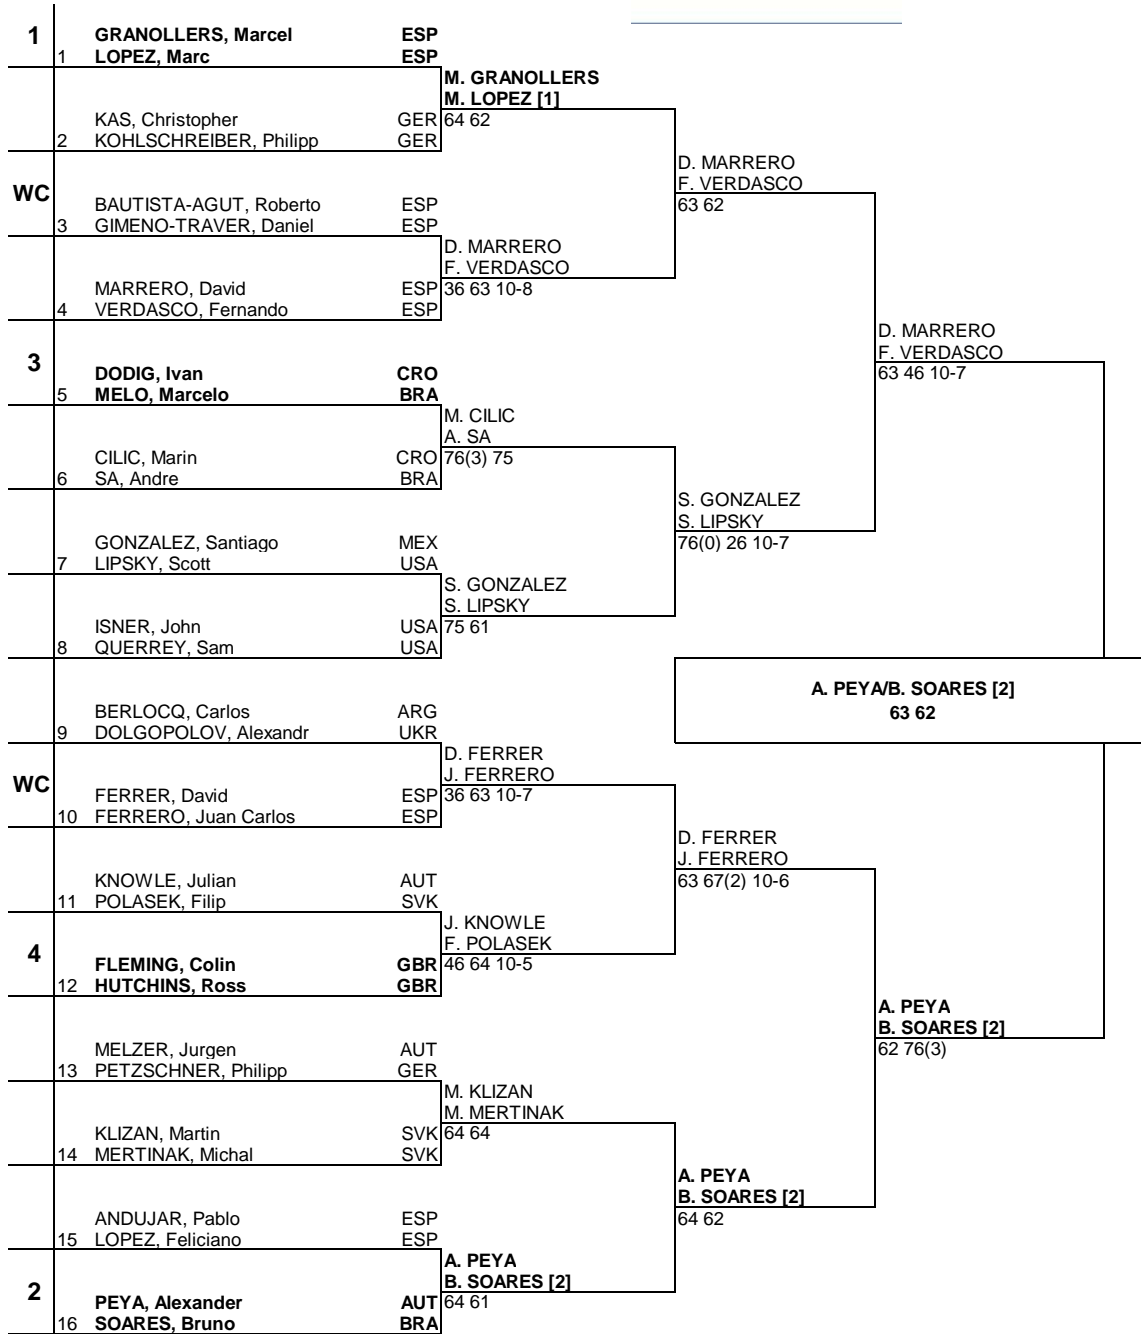 1
GRANOLLERS, Marcel ESP
1 LOPEZ, Marc ESP
M. GRANOLLERS
M. LOPEZ [1]
KAS, Christopher GER 64 62
2 KOHLSCHREIBER, Philipp GER
D. MARRERO
F. VERDASCO
WC
BAUTISTA-AGUT, Roberto ESP 63 62
3 GIMENO-TRAVER, Daniel ESP
D. MARRERO
F. VERDASCO
MARRERO, David ESP 36 63 10-8
4 VERDASCO, Fernando ESP
D. MARRERO
F. VERDASCO
3
DODIG, Ivan CRO 63 46 10-7
5 MELO, Marcelo BRA
M. CILIC
A. SA
CILIC, Marin CRO 76(3) 75
6 SA, Andre BRA
S. GONZALEZ
S. LIPSKY
GONZALEZ, Santiago MEX 76(0) 26 10-7
7 LIPSKY, Scott USA
S. GONZALEZ
S. LIPSKY
ISNER, John USA 75 61
8 QUERREY, Sam USA
A. PEYA/B. SOARES [2]
63 62
BERLOCQ, Carlos ARG
9 DOLGOPOLOV, Alexandr UKR
D. FERRER
J. FERRERO
WC
FERRER, David ESP 36 63 10-7
10 FERRERO, Juan Carlos ESP
D. FERRER
J. FERRERO
KNOWLE, Julian AUT 63 67(2) 10-6
11 POLASEK, Filip SVK
J. KNOWLE
F. POLASEK
4
FLEMING, Colin GBR 46 64 10-5
12 HUTCHINS, Ross GBR
A. PEYA
B. SOARES [2]
MELZER, Jurgen AUT 62 76(3)
13 PETZSCHNER, Philipp GER
M. KLIZAN
M. MERTINAK
KLIZAN, Martin SVK 64 64
14 MERTINAK, Michal SVK
A. PEYA
B. SOARES [2]
ANDUJAR, Pablo ESP 64 62
15 LOPEZ, Feliciano ESP
A. PEYA
B. SOARES [2]
2
PEYA, Alexander AUT 64 61
16 SOARES, Bruno BRA